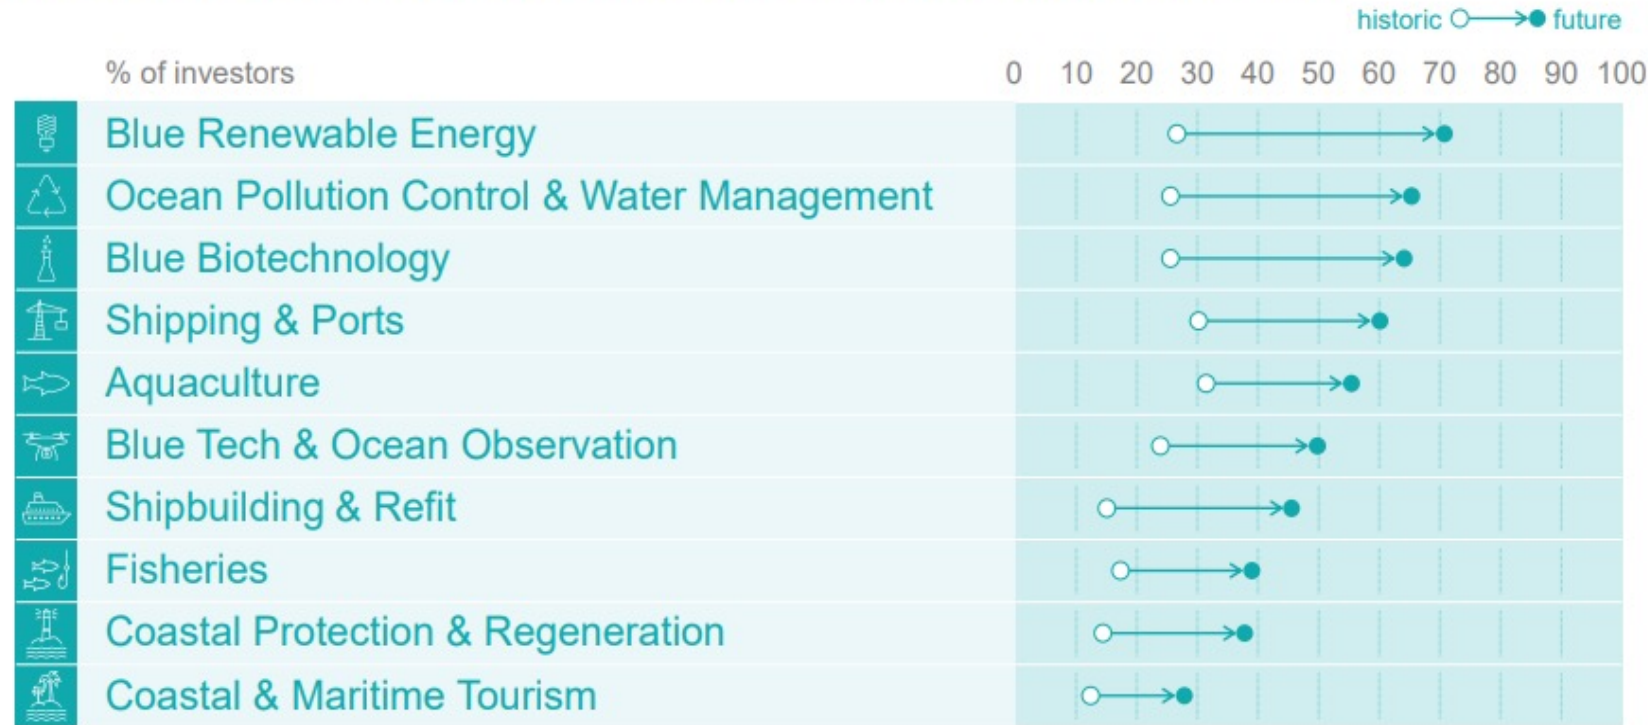 historic future
% of investors 0 10 20 30 40 50 60 70 80 90 100
Blue Renewable Energy
Ocean Pollution Control & Water Management
Blue Biotechnology
Shipping & Ports
Aquaculture
Blue Tech & Ocean Observation
Shipbuilding & Refit
Fisheries
Coastal Protection & Regeneration
Coastal & Maritime Tourism